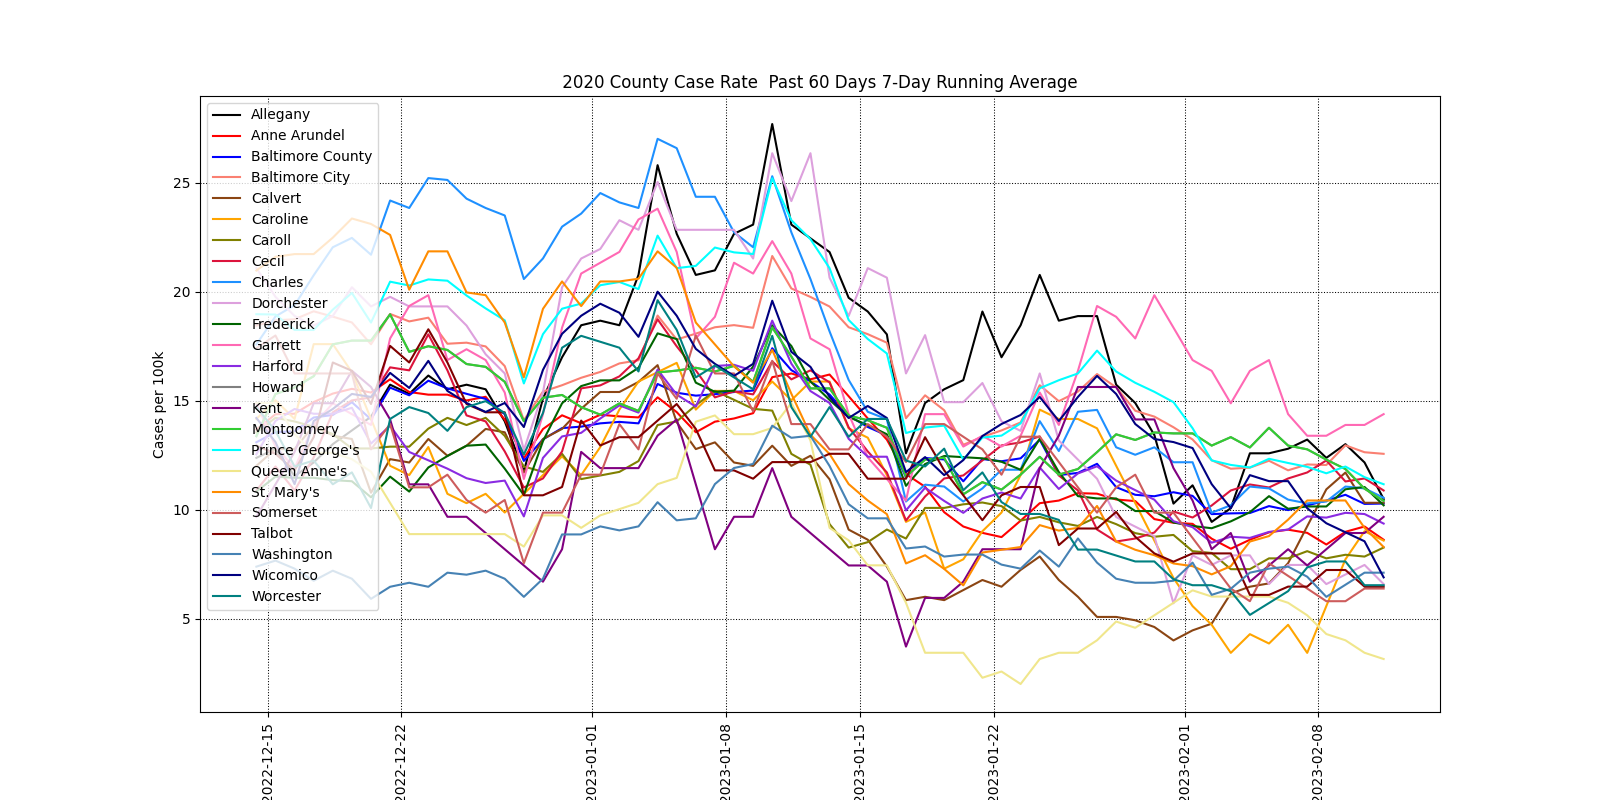 2020 County Case Rate  Past 60 Days 7-Day Running Average
Cases per 100k
25
20
15
10
5
Allegany
Anne Arundel
Baltimore County
Baltimore City
Calvert
Caroline
Caroll
Cecil
Charles
Dorchester
Frederick
Garrett
Harford
Howard
Kent
Montgomery
Prince George's
Queen Anne's
St. Mary's
Somerset
Talbot
Washington
Wicomico
Worcester
2022-12-15
2022-12-22
2023-01-01
2023-01-08
2023-01-15
2023-01-22
2023-02-01
2023-02-08